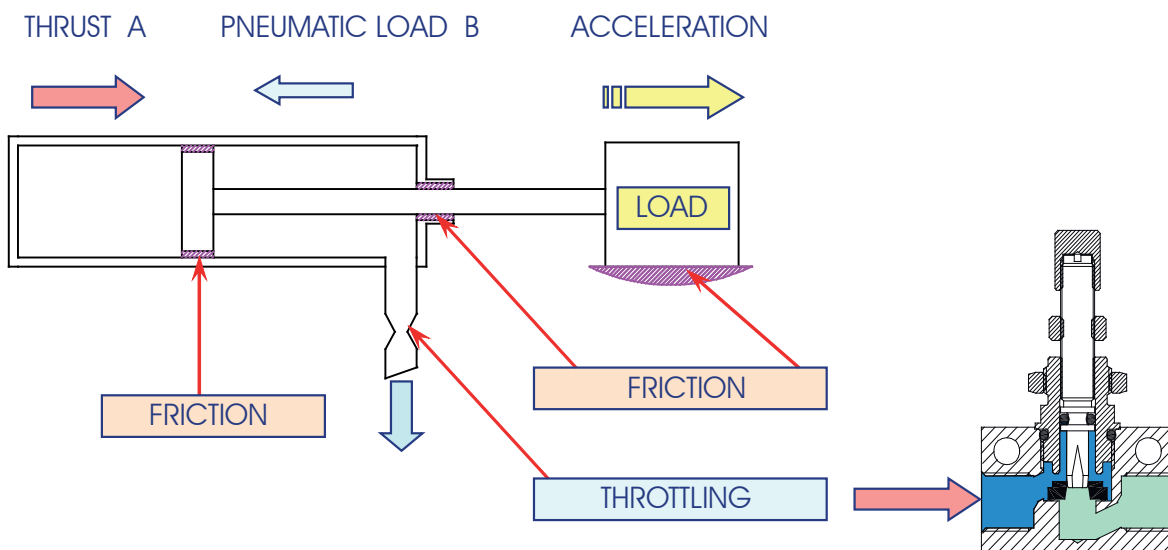 THRUST A
PNEUMATIC LOAD B
ACCELERATION
LOAD
FRICTION
FRICTION
THROTTLING